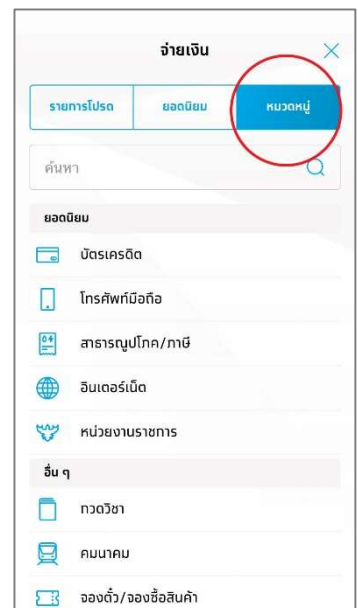 จ่ายเงิน
รายการโปรด ยอดนิยม หมวดหมู่
ค้นหา
ยอดนิยม
บัตรเครดิต
โทรศัพท์มือถือ
สาธารณูปโภค/ภาษี
อินเตอร์เน็ต
หน่วยงานราชการ
อื่น ๆ
กวดวิชา
คมนาคม
จองตั๋ว/จองซื้อสินค้า